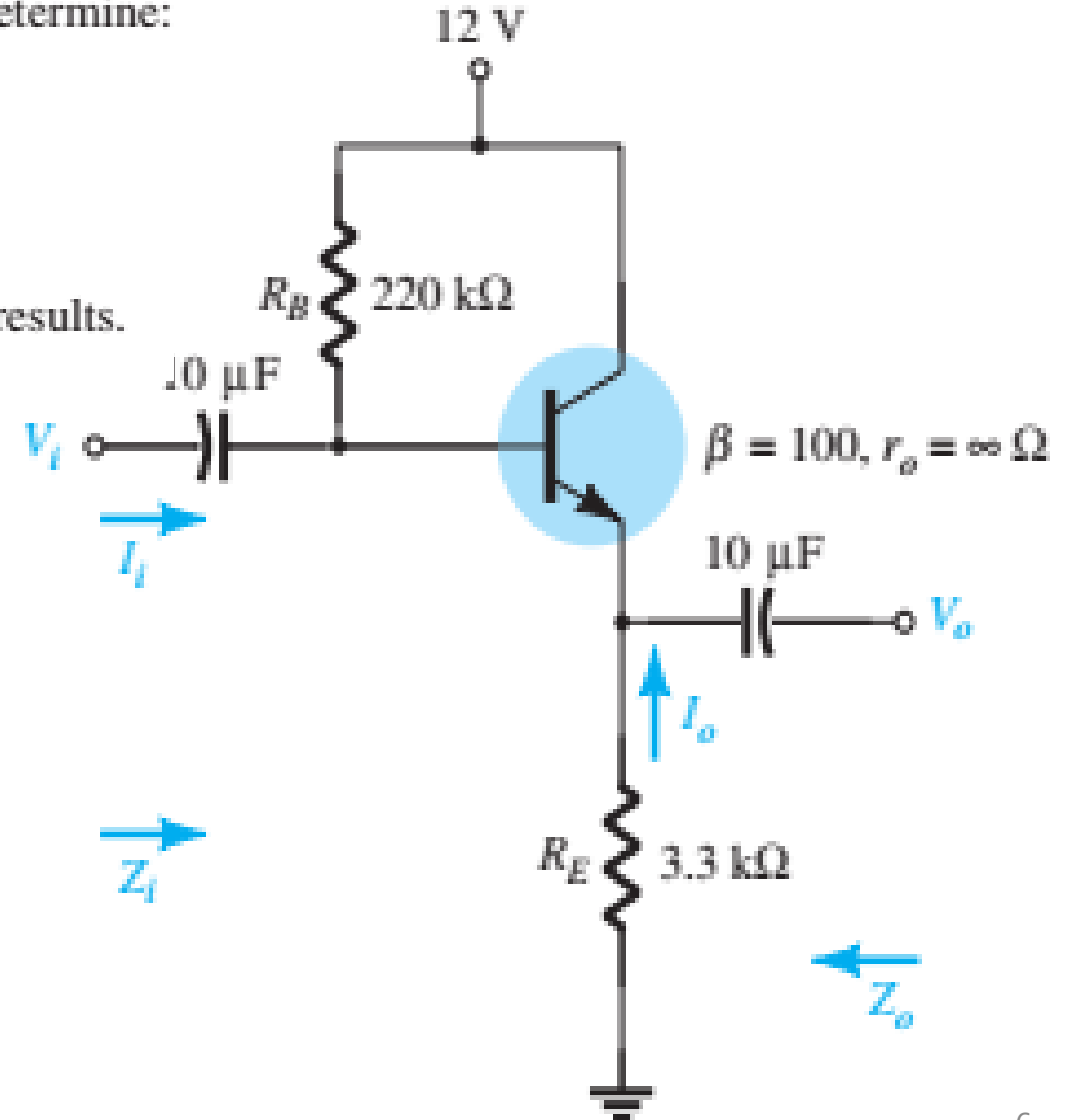 etermine:
12 V
R_B 220 kΩ
results.
.0 μF
V_i
β = 100, r_o = ∞ Ω
I_i
10 μF
V_o
I_o
R_E 3.3 kΩ
Z_i
Z_o